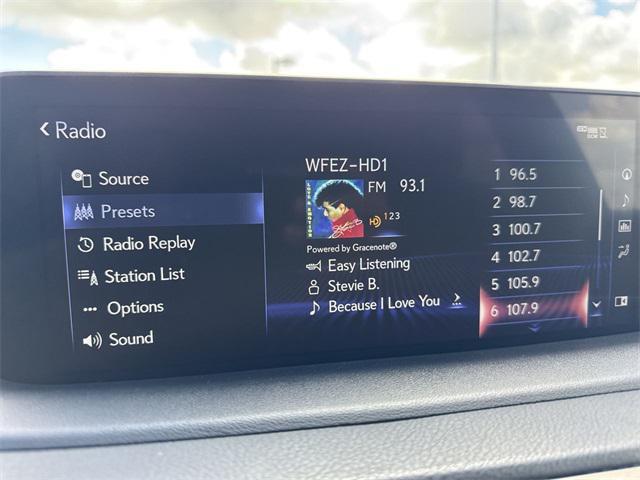 Radio
Source
Presets
Radio Replay
Station List
Options
Sound
WFEZ-HD1
FM 93.1
HD 123
Powered by Gracenote®
Easy Listening
Stevie B.
Because I Love You
1 96.5
2 98.7
3 100.7
4 102.7
5 105.9
6 107.9